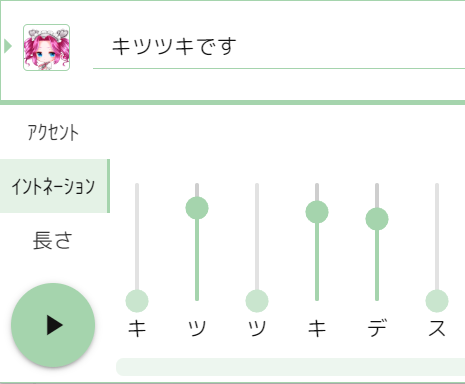 キツツキです
アクセント
イントネーション
長さ
キ ツ ツ キ デ ス